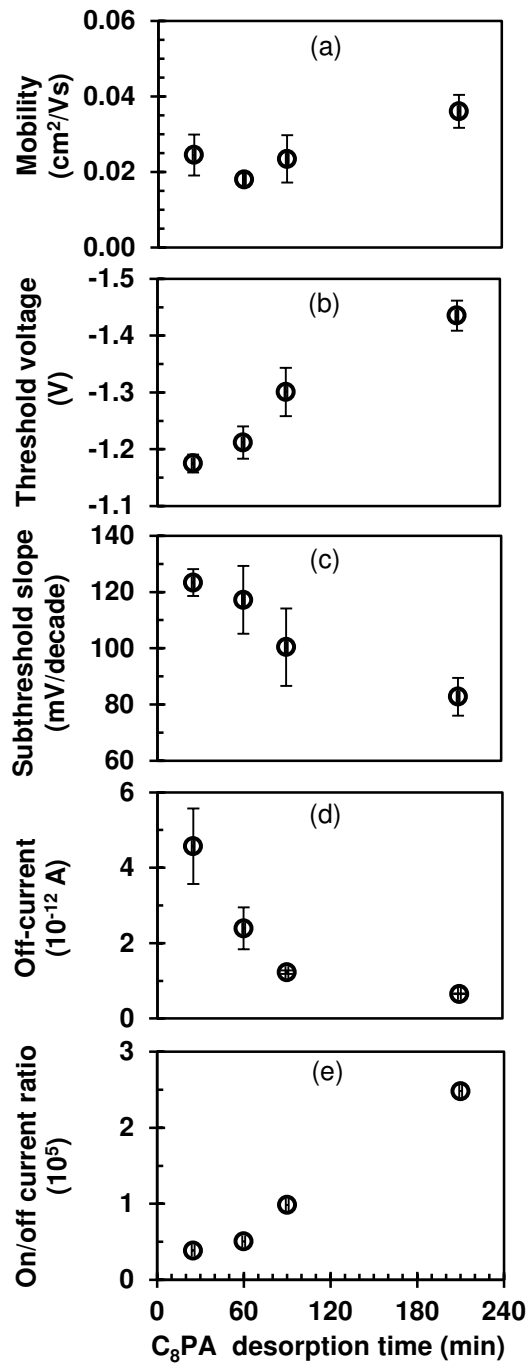 (a)
Mobility
(cm²/Vs)
0.06
0.04
0.02
0.00
(b)
Threshold voltage
(V)
-1.5
-1.4
-1.3
-1.2
-1.1
(c)
Subthreshold slope
(mV/decade)
140
120
100
80
60
(d)
Off-current
(10⁻¹² A)
6
4
2
0
(e)
On/off current ratio
(10⁵)
3
2
1
0
0 60 120 180 240
C₈PA desorption time (min)